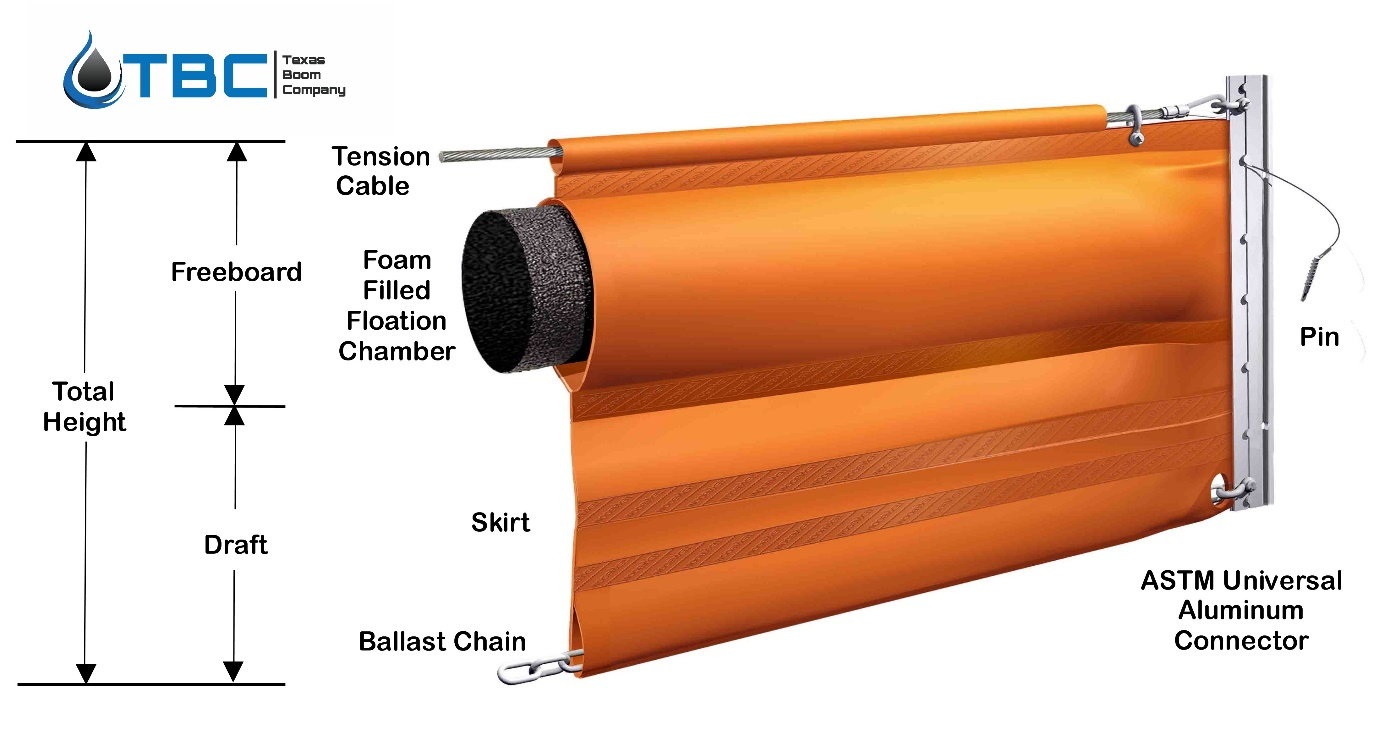 TBC
Texas
Boom
Company
Tension
Cable
Freeboard
Foam
Filled
Floation
Chamber
Pin
Total
Height
Skirt
Draft
ASTM Universal
Aluminum
Connector
Ballast Chain